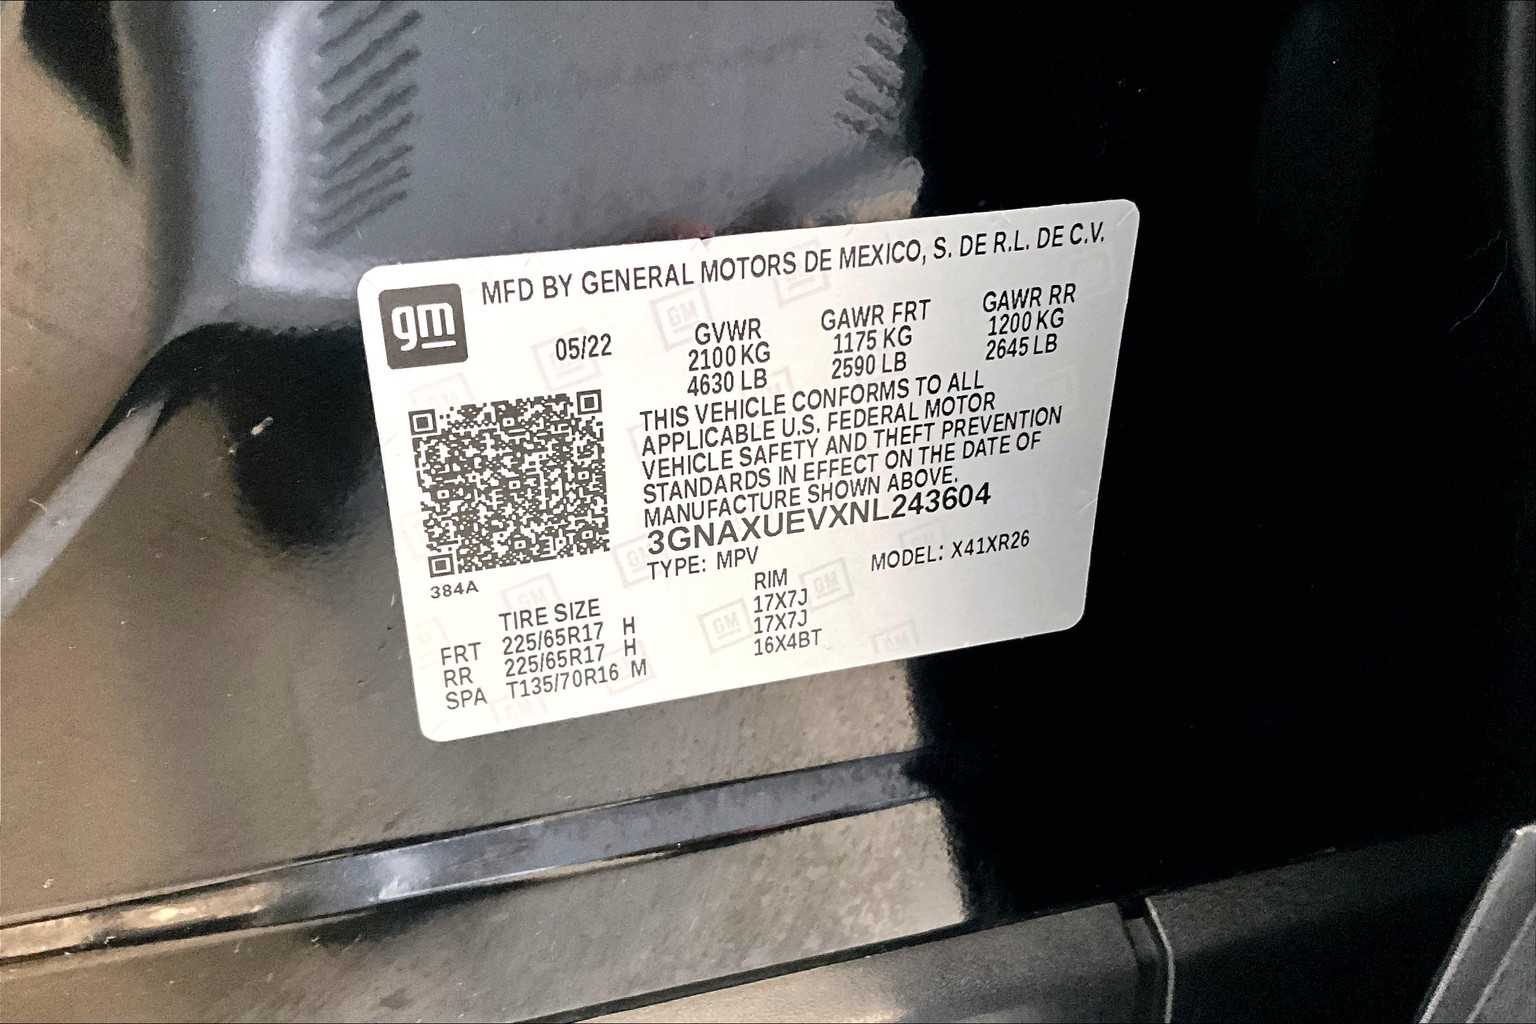 MFD BY GENERAL MOTORS DE MEXICO, S. DE R.L. DE C.V.
gm
05/22
GVWR
2100 KG
4630 LB
GAWR FRT
1175 KG
2590 LB
GAWR RR
1200 KG
2645 LB
THIS VEHICLE CONFORMS TO ALL
APPLICABLE U.S. FEDERAL MOTOR
VEHICLE SAFETY AND THEFT PREVENTION
STANDARDS IN EFFECT ON THE DATE OF
MANUFACTURE SHOWN ABOVE.
3GNAXUEVXNL243604
TYPE: MPV MODEL: X41XR26
384A
TIRE SIZE RIM
FRT 225/65R17 H 17X7J
RR 225/65R17 H 17X7J
SPA T135/70R16 M 16X4BT